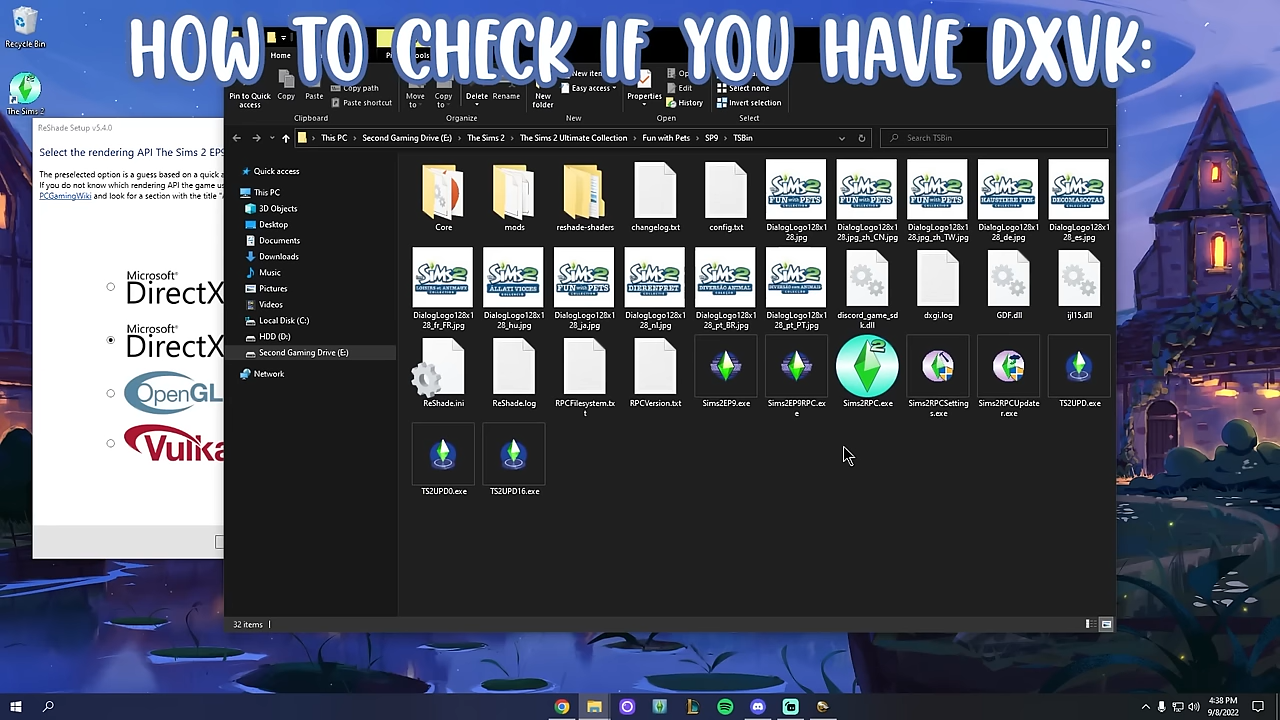 HOW TO CHECK IF YOU HAVE DXVK:
Recycle Bin
The Sims 2
Home
Pin to Quick access
Copy
Paste
Copy path
Paste shortcut
Clipboard
Move to
Copy to
Delete
Rename
Organize
New folder
New item
Easy access
New
Properties
Edit
History
Open
Select none
Invert selection
Select
This PC > Second Gaming Drive (E:) > The Sims 2 > The Sims 2 Ultimate Collection > Fun with Pets > SP9 > TSBin
Search TSBin
ReShade Setup v5.4.0
Select the rendering API The Sims 2 EP9
The preselected option is a guess based on a quick a
If you do not know which rendering API the game us
PCGamingWiki and look for a section with the title "A
Microsoft®
DirectX
Microsoft®
DirectX
OpenGL
Vulka
Quick access
This PC
3D Objects
Desktop
Documents
Downloads
Music
Pictures
Videos
Local Disk (C:)
HDD (D:)
Second Gaming Drive (E:)
Network
Core
mods
reshade-shaders
changelog.txt
config.txt
DialogLogo128x128.jpg
DialogLogo128x128.jpg_zh_CN.jpg
DialogLogo128x128.jpg_zh_TW.jpg
DialogLogo128x128_de.jpg
DialogLogo128x128_es.jpg
DialogLogo128x128_fr_FR.jpg
DialogLogo128x128_hu.jpg
DialogLogo128x128_ja.jpg
DialogLogo128x128_nl.jpg
DialogLogo128x128_pt_BR.jpg
DialogLogo128x128_pt_PT.jpg
discord_game_sdk.dll
dxgi.log
GDF.dll
ijl15.dll
ReShade.ini
ReShade.log
RPCFilesystem.txt
RPCVersion.txt
Sims2EP9.exe
Sims2EP9RPC.exe
Sims2RPC.exe
Sims2RPCSettings.exe
Sims2RPCUpdater.exe
TS2UPD.exe
TS2UPD0.exe
TS2UPD16.exe
32 items
4:38 PM
9/8/2022